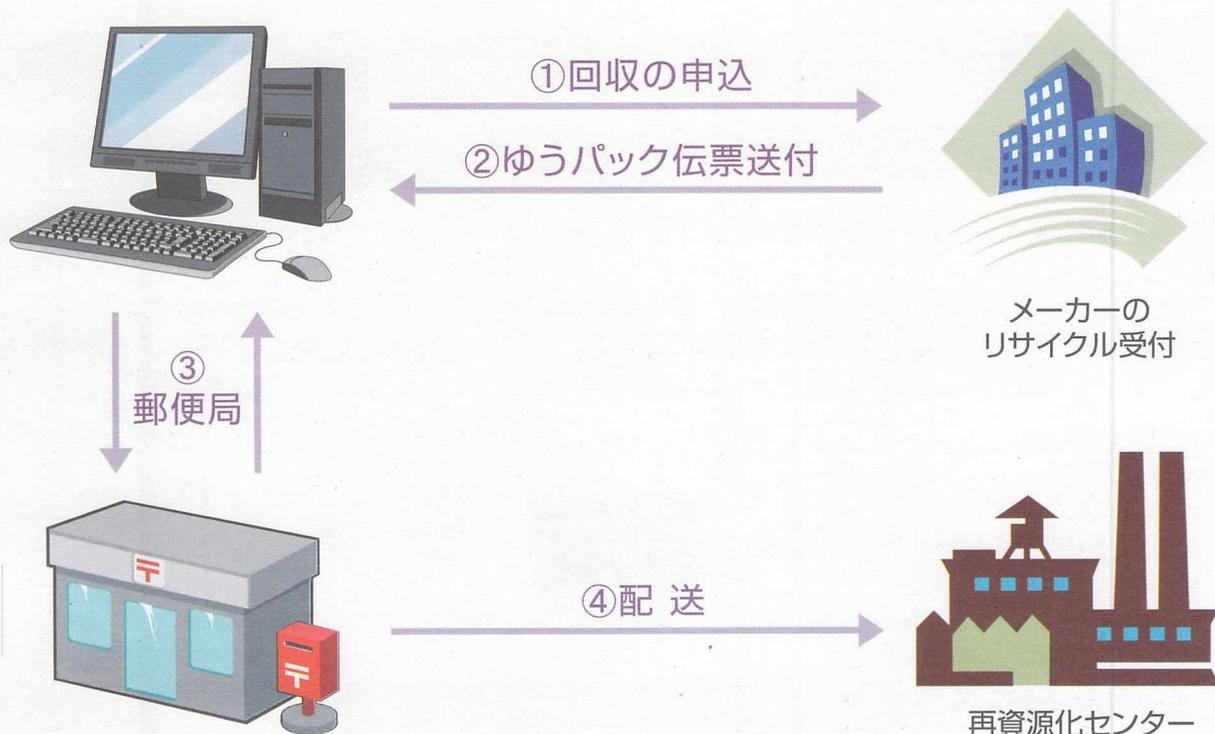 ①回収の申込
②ゆうパック伝票送付
メーカーの
リサイクル受付
③
郵便局
④配 送
再資源化センター